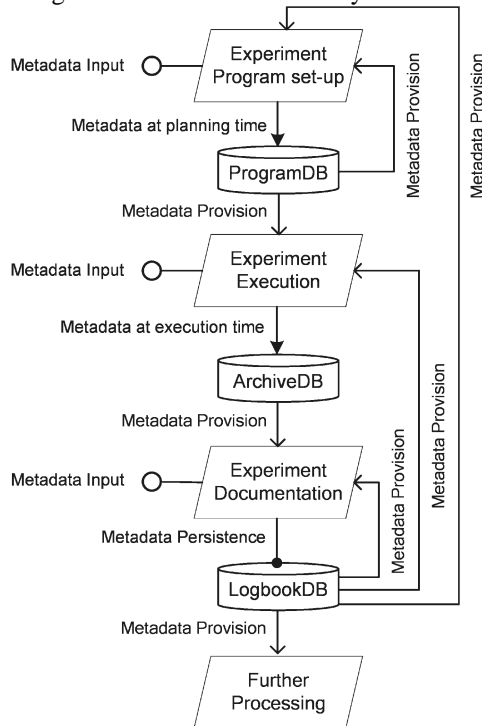 Experiment
Program set-up
Metadata Input
Metadata Provision
Metadata Provision
Metadata at planning time
ProgramDB
Metadata Provision
Metadata Input
Experiment
Execution
Metadata at execution time
ArchiveDB
Metadata Provision
Metadata Provision
Metadata Input
Experiment
Documentation
Metadata Provision
Metadata Persistence
LogbookDB
Metadata Provision
Further
Processing